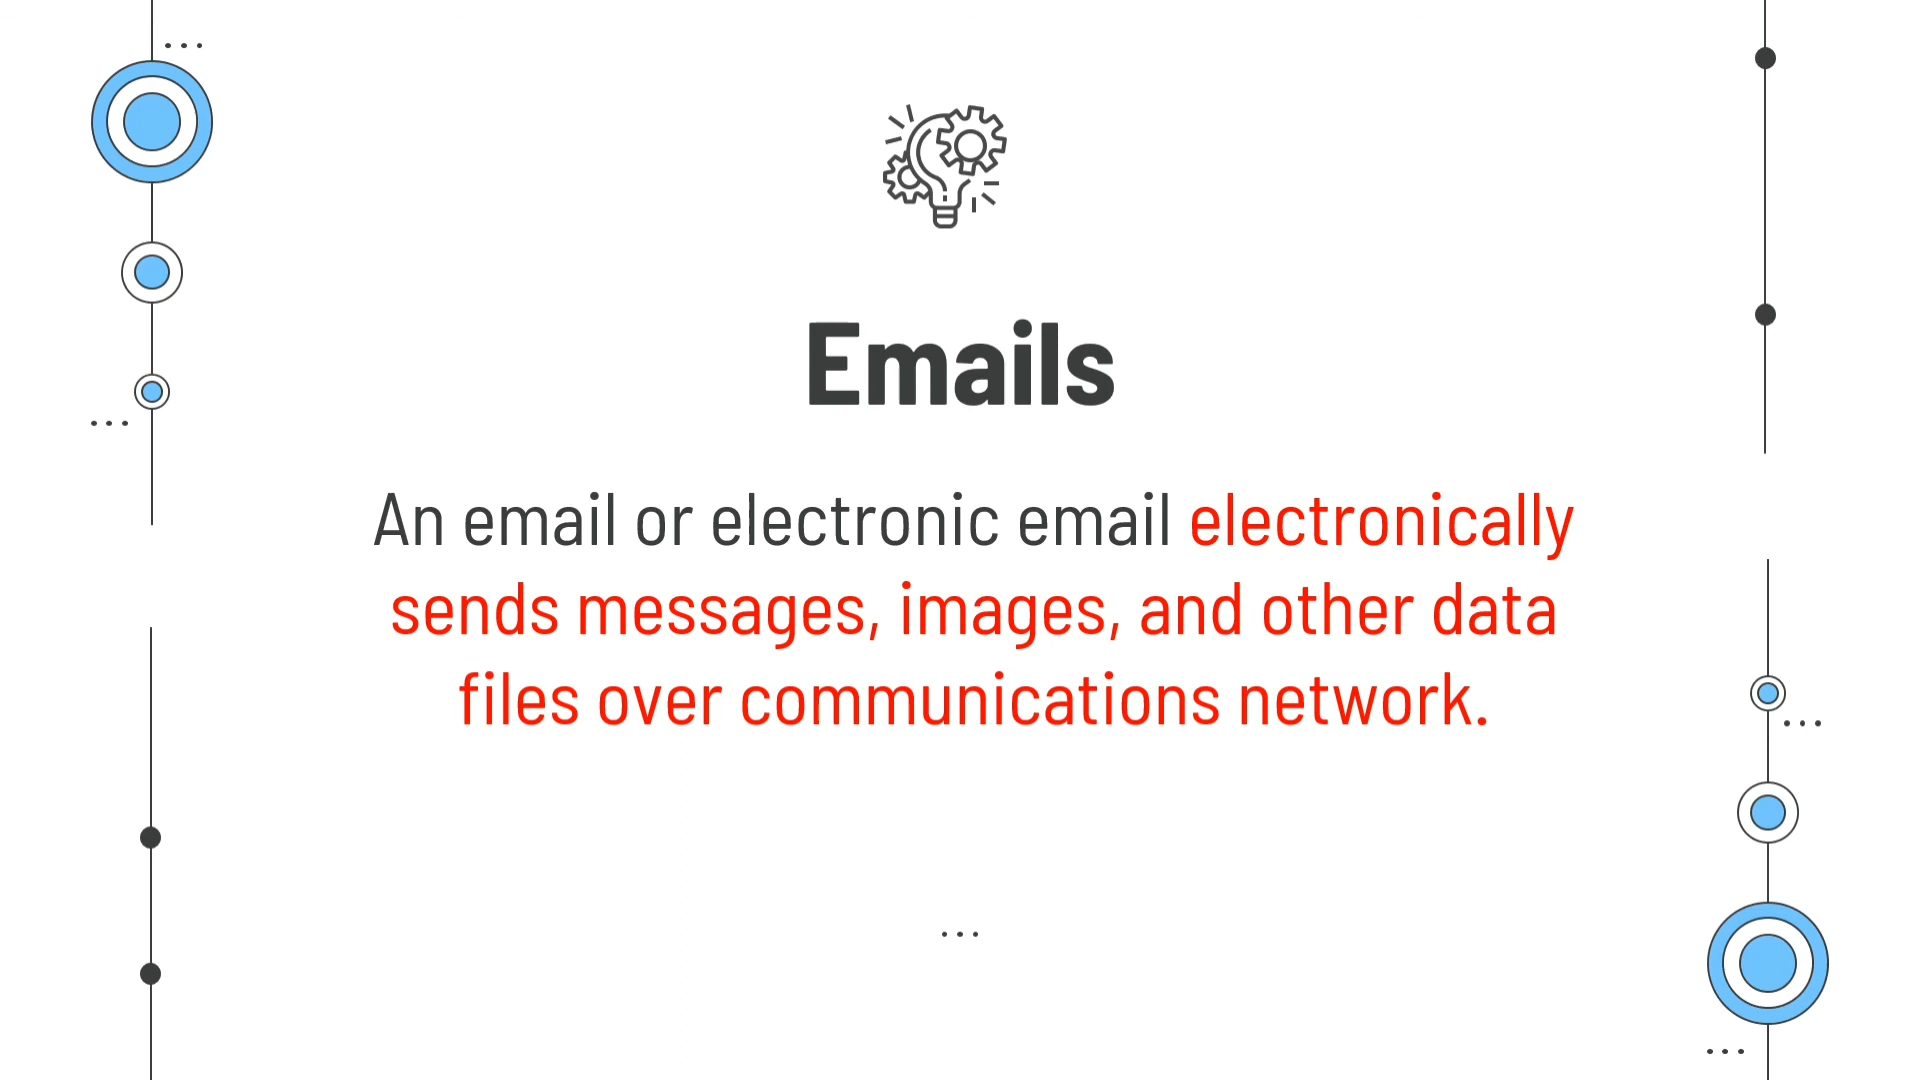 Emails
An email or electronic email electronically
sends messages, images, and other data
files over communications network.